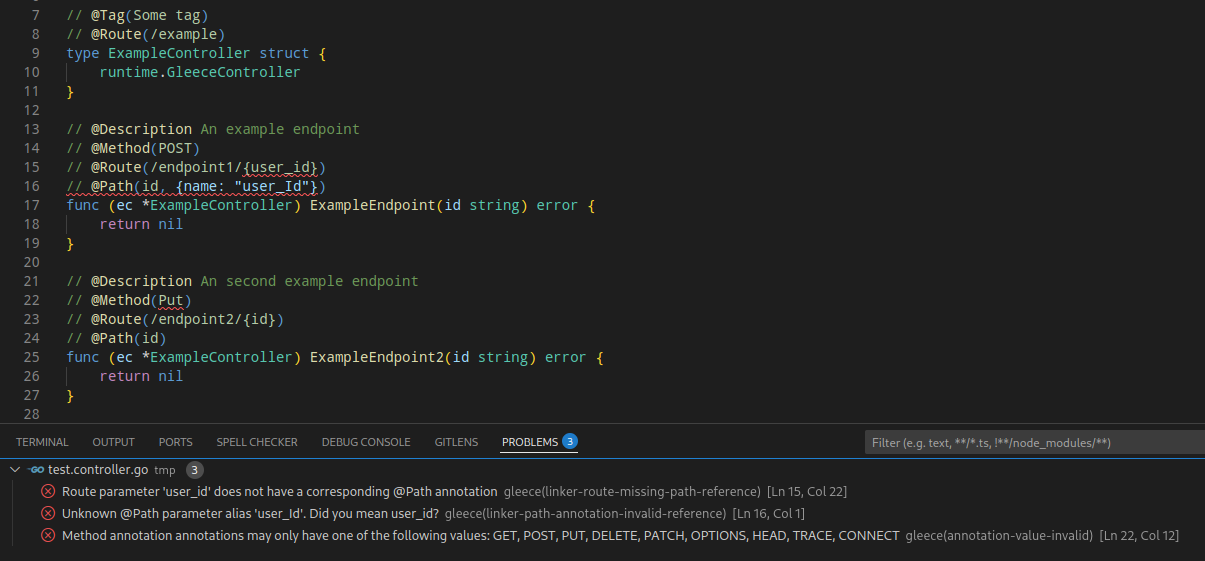 7 // @Tag(Some tag)
8 // @Route(/example)
9 type ExampleController struct {
10 runtime.GleeceController
11 }
12
13 // @Description An example endpoint
14 // @Method(POST)
15 // @Route(/endpoint1/{user_id})
16 // @Path(id, {name: "user_Id"})
17 func (ec *ExampleController) ExampleEndpoint(id string) error {
18 return nil
19 }
20
21 // @Description An second example endpoint
22 // @Method(Put)
23 // @Route(/endpoint2/{id})
24 // @Path(id)
25 func (ec *ExampleController) ExampleEndpoint2(id string) error {
26 return nil
27 }
28
TERMINAL OUTPUT PORTS SPELL CHECKER DEBUG CONSOLE GITLENS PROBLEMS 3 Filter (e.g. text, **/*.ts, !**/node_modules/**)
GO test.controller.go tmp 3
Route parameter 'user_id' does not have a corresponding @Path annotation gleece(linker-route-missing-path-reference) [Ln 15, Col 22]
Unknown @Path parameter alias 'user_Id'. Did you mean user_id? gleece(linker-path-annotation-invalid-reference) [Ln 16, Col 1]
Method annotation annotations may only have one of the following values: GET, POST, PUT, DELETE, PATCH, OPTIONS, HEAD, TRACE, CONNECT gleece(annotation-value-invalid) [Ln 22, Col 12]